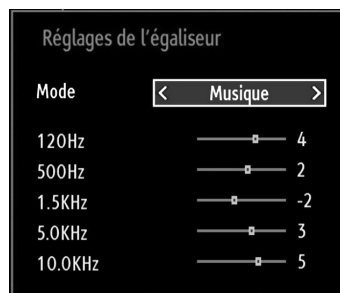 Réglages de l'égaliseur
Mode < Musique >
120Hz 4
500Hz 2
1.5KHz -2
5.0KHz 3
10.0KHz 5